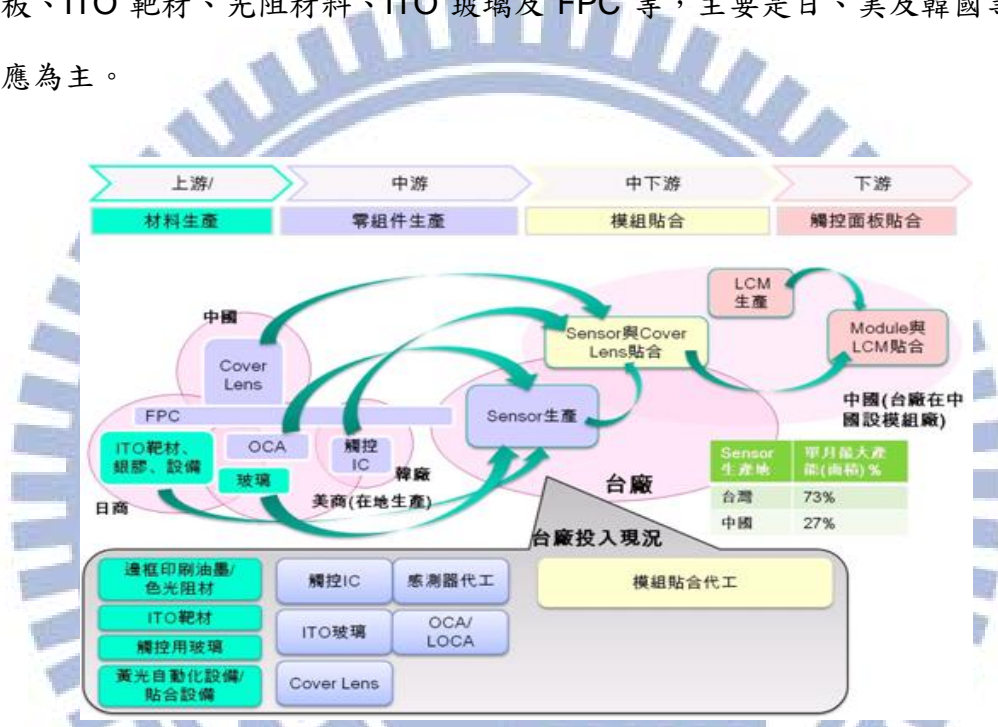 板、ITO 靶材、光阻材料、ITO 玻璃及 FPC 等，主要是日、美及韓國
應為主。
上游/
中游
中下游
下游
材料生產
零組件生產
模組貼合
觸控面板貼合
中國
Cover
Lens
FPC
ITO靶材、
銀膠、設備
OCA
玻璃
觸控
IC
日商
美商(在地生產)
韓廠
Sensor生產
Sensor與Cover
Lens貼合
LCM
生產
Module與
LCM貼合
中國(台廠在中
國設模組廠)
台廠
Sensor
生產地
單月最大產
能(面積)%
台灣
73%
中國
27%
台廠投入現況
邊框印刷油墨/
色光阻材
ITO靶材
觸控用玻璃
黃光自動化設備/
貼合設備
觸控IC
感測器代工
ITO玻璃
OCA/
LOCA
Cover Lens
模組貼合代工